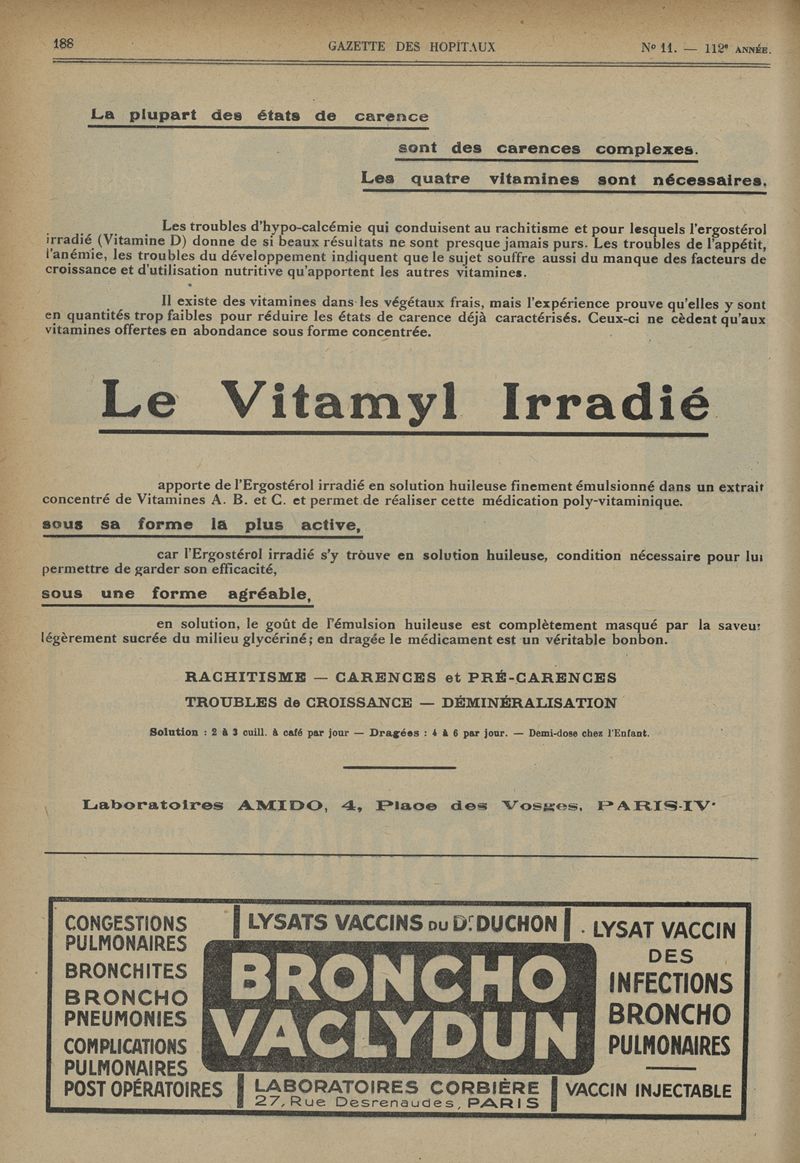 188
GAZETTE DES HOPITAUX
Nº 11. — 112e ANNÉE.
La plupart des états de carence
sont des carences complexes.
Les quatre vitamines sont nécessaires.
Les troubles d'hypo-calcémie qui conduisent au rachitisme et pour lesquels l'ergostérol
irradié (Vitamine D) donne de si beaux résultats ne sont presque jamais purs. Les troubles de l'appétit,
l'anémie, les troubles du développement indiquent que le sujet souffre aussi du manque des facteurs de
croissance et d'utilisation nutritive qu'apportent les autres vitamines.
Il existe des vitamines dans les végétaux frais, mais l'expérience prouve qu'elles y sont
en quantités trop faibles pour réduire les états de carence déjà caractérisés. Ceux-ci ne cèdent qu'aux
vitamines offertes en abondance sous forme concentrée.
Le Vitamyl Irradié
apporte de l'Ergostérol irradié en solution huileuse finement émulsionné dans un extrait
concentré de Vitamines A. B. et C. et permet de réaliser cette médication poly-vitaminique.
sous sa forme la plus active,
car l'Ergostérol irradié s'y trouve en solution huileuse, condition nécessaire pour lui
permettre de garder son efficacité,
sous une forme agréable,
en solution, le goût de l'émulsion huileuse est complètement masqué par la saveur
légèrement sucrée du milieu glycériné; en dragée le médicament est un véritable bonbon.
RACHITISME — CARENCES et PRÉ-CARENCES
TROUBLES de CROISSANCE — DÉMINÉRALISATION
Solution : 2 à 3 cuill. à café par jour — Dragées : 4 à 6 par jour. — Demi-dose chez l'Enfant.
Laboratoires AMIDO, 4, Place des Vosges, PARIS-IVe
CONGESTIONS
PULMONAIRES
BRONCHITES
BRONCHO
PNEUMONIES
COMPLICATIONS
PULMONAIRES
POST OPÉRATOIRES
LYSATS VACCINS DU Dr DUCHON
BRONCHO
VACLYDUN
LABORATOIRES CORBIÈRE
27, Rue Desrenaudes, PARIS
LYSAT VACCIN
DES
INFECTIONS
BRONCHO
PULMONAIRES
VACCIN INJECTABLE